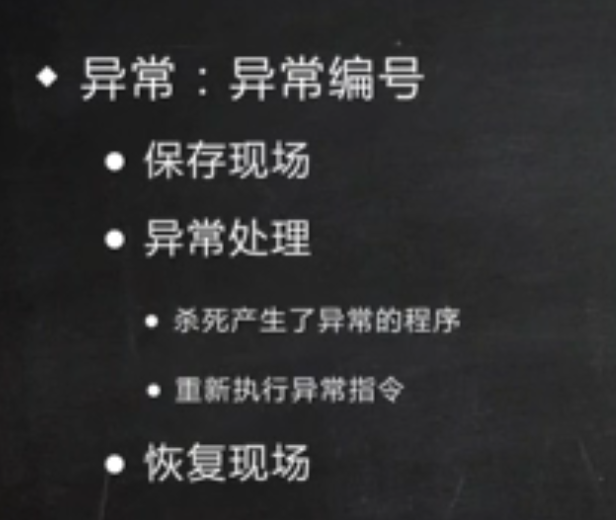 异常：异常编号
保存现场
异常处理
杀死产生了异常的程序
重新执行异常指令
恢复现场